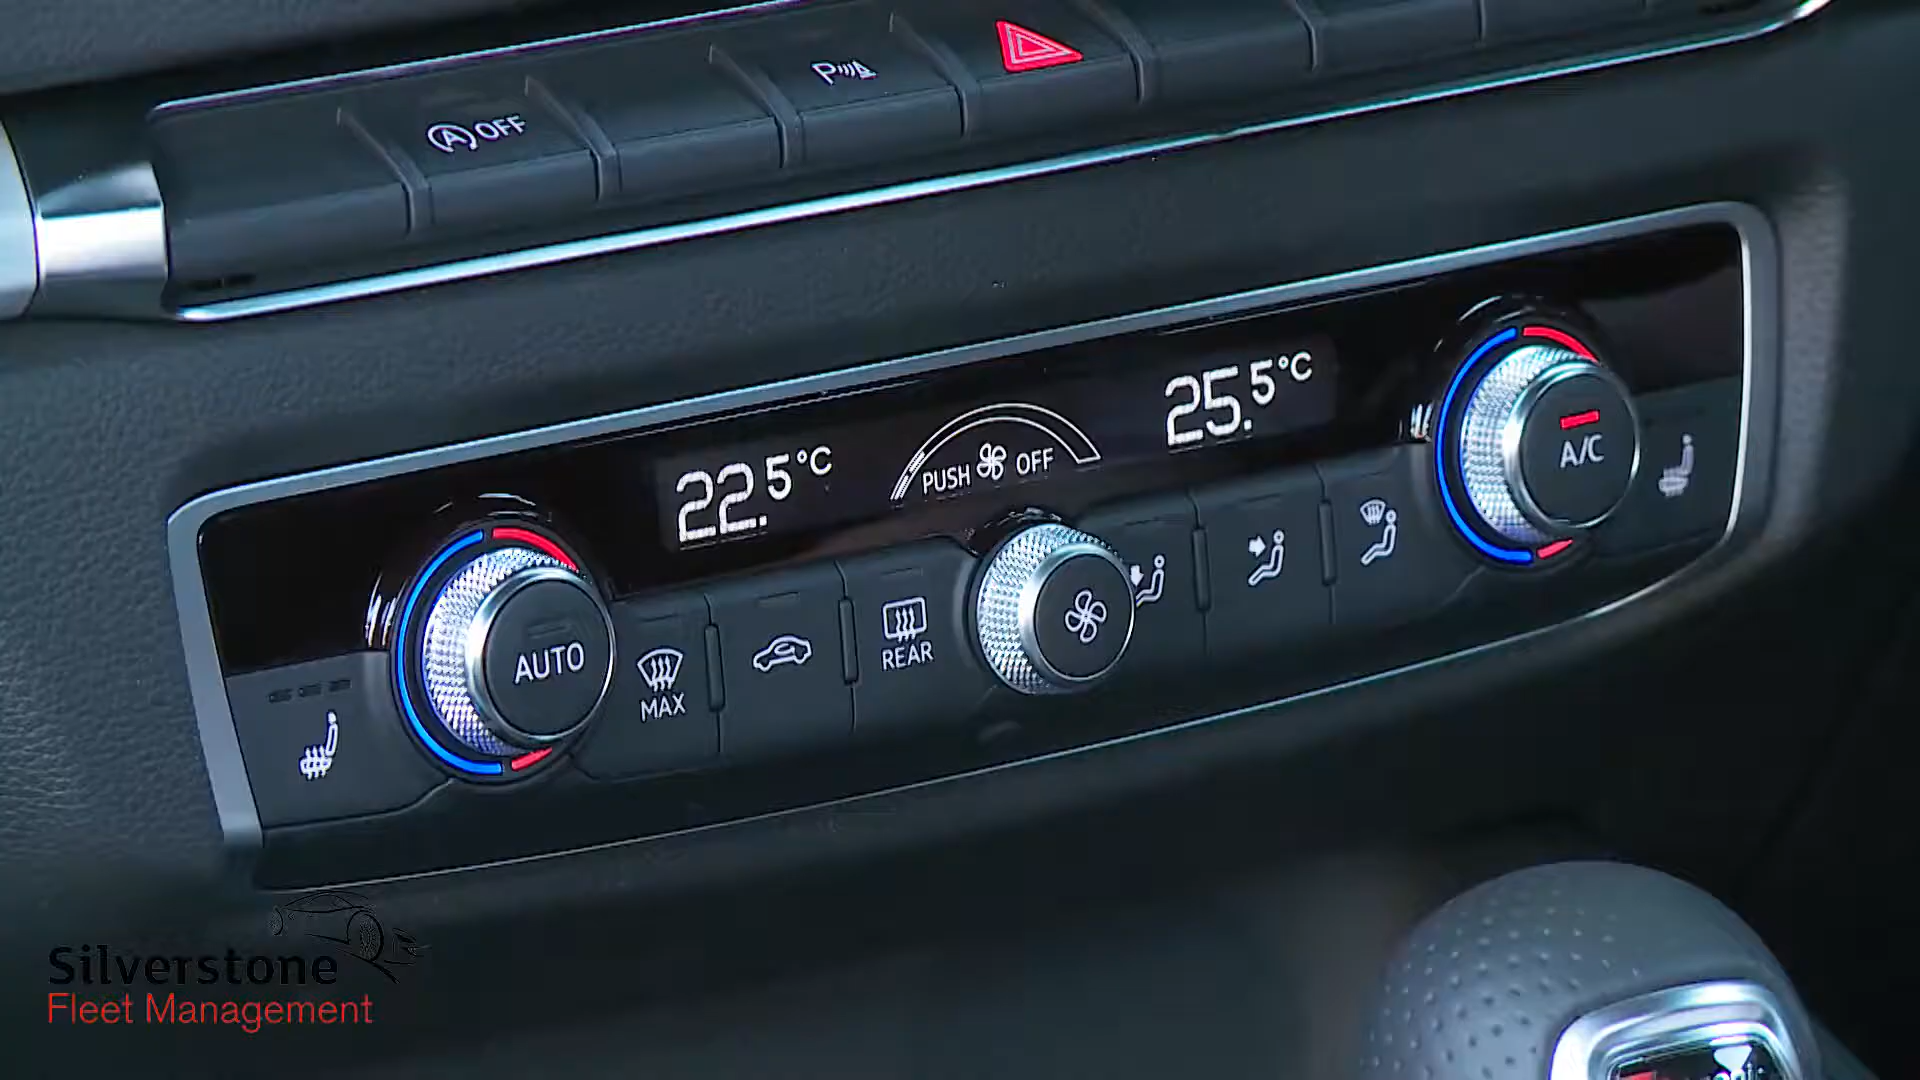 A OFF
P
22.5°C
PUSH OFF
25.5°C
A/C
AUTO
MAX
REAR
Silverstone
Fleet Management